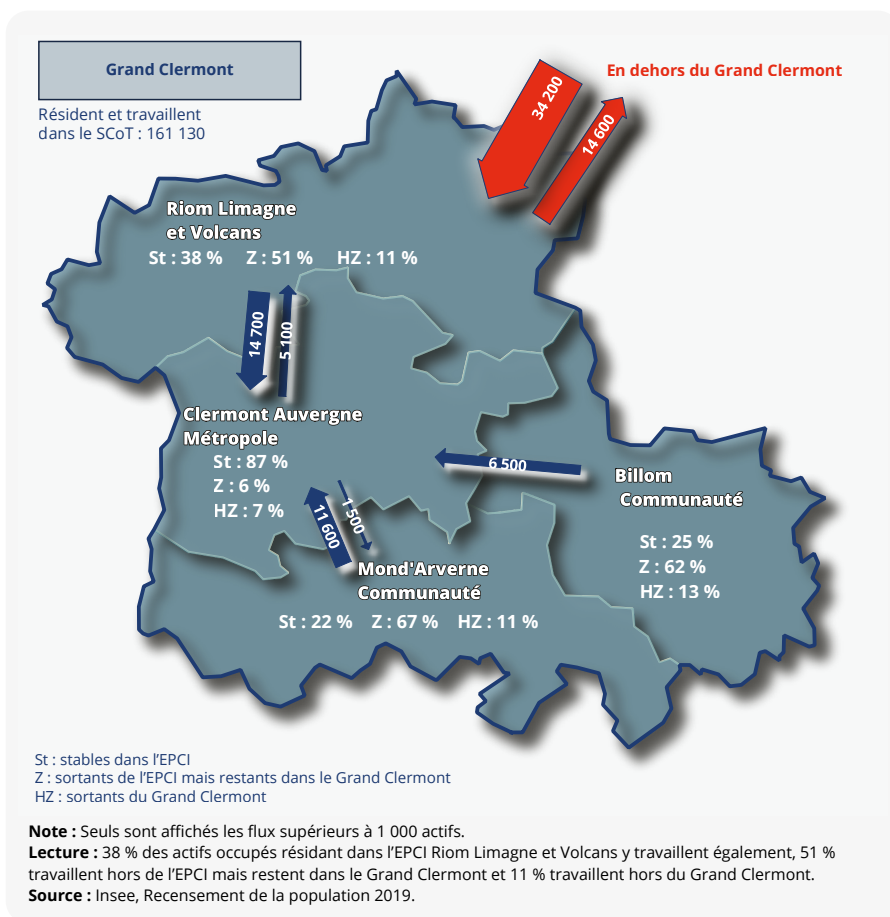 Grand Clermont
En dehors du Grand Clermont
Résident et travaillent
dans le SCoT : 161 130
34 200
14 600
Riom Limagne
et Volcans
St : 38 % Z : 51 % HZ : 11 %
14 700
5 100
Clermont Auvergne
Métropole
St : 87 %
Z : 6 %
HZ : 7 %
6 500
Billom
Communauté
St : 25 %
Z : 62 %
HZ : 13 %
11 600
1 500
Mond'Arverne
Communauté
St : 22 % Z : 67 % HZ : 11 %
St : stables dans l’EPCI
Z : sortants de l’EPCI mais restants dans le Grand Clermont
HZ : sortants du Grand Clermont
Note : Seuls sont affichés les flux supérieurs à 1 000 actifs.
Lecture : 38 % des actifs occupés résidant dans l’EPCI Riom Limagne et Volcans y travaillent également, 51 %
travaillent hors de l’EPCI mais restent dans le Grand Clermont et 11 % travaillent hors du Grand Clermont.
Source : Insee, Recensement de la population 2019.